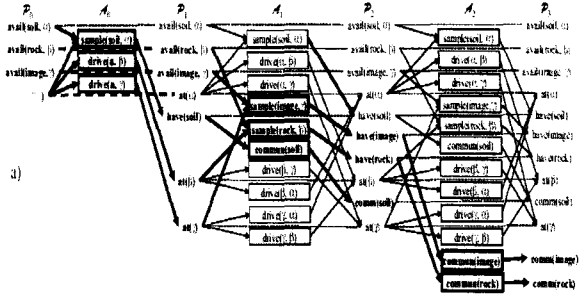 P₀ A₀ P₁ A₁ P₂ A₂ P₃
avail(soil, α) avail(soil, α) avail(soil, α) avail(soil, α)
sample(soil, α) sample(soil, α) sample(soil, α)
avail(rock, β) avail(rock, β) avail(rock, β) avail(rock, β)
drive(α, β) drive(α, β) drive(α, β)
avail(image, γ) avail(image, γ) avail(image, γ) avail(image, γ)
drive(α, γ) drive(α, γ) drive(α, γ)
at(α) at(α) at(α)
sample(image, γ) sample(image, γ)
have(soil) have(soil) have(soil)
sample(rock, β) sample(rock, β)
have(image) have(image)
commun(soil) commun(soil)
have(rock) have(rock)
drive(β, γ) drive(β, γ)
a) at(β) at(β) at(β)
drive(β, α) drive(β, α)
comm(soil) comm(soil)
drive(γ, α) drive(γ, α)
at(γ) at(γ) at(γ)
drive(γ, β) drive(γ, β)
commun(image) comm(image)
commun(rock) comm(rock)